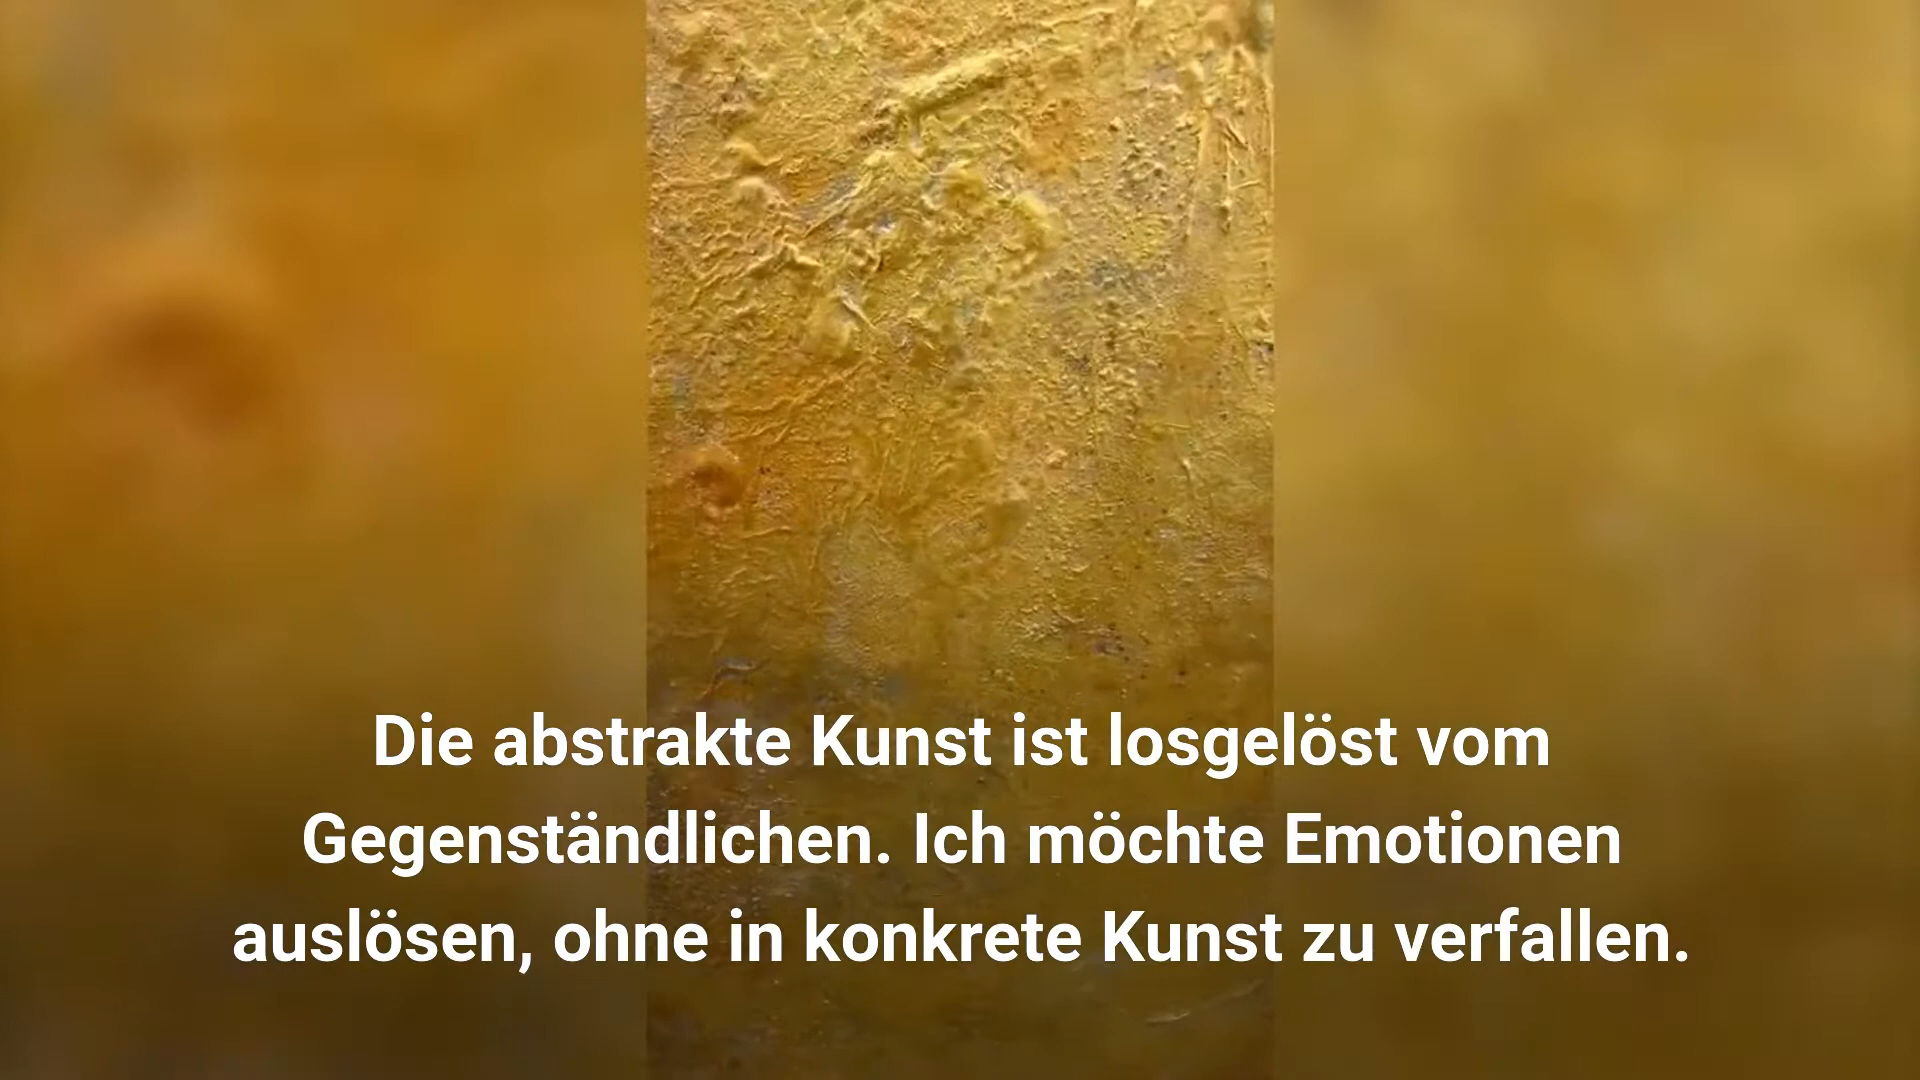 Die abstrakte Kunst ist losgelöst vom
Gegenständlichen. Ich möchte Emotionen
auslösen, ohne in konkrete Kunst zu verfallen.